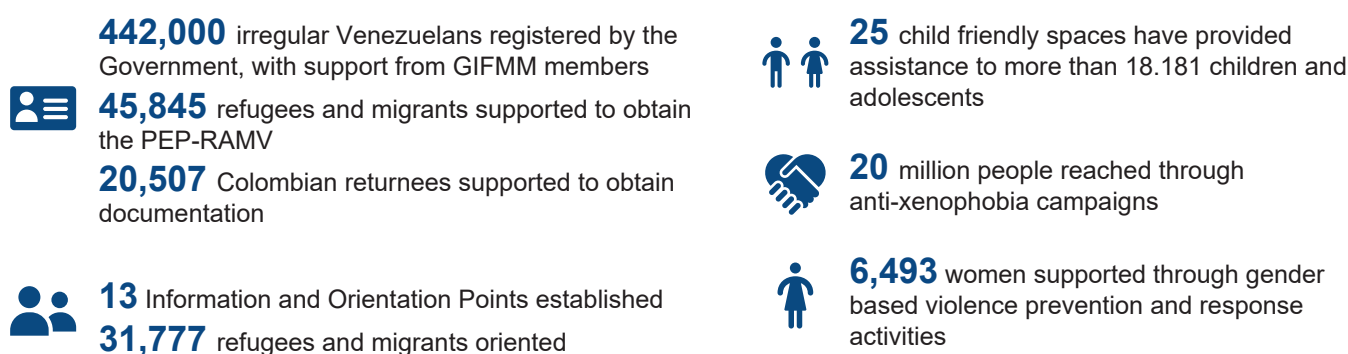 442,000 irregular Venezuelans registered by the
Government, with support from GIFMM members
45,845 refugees and migrants supported to obtain
the PEP-RAMV
20,507 Colombian returnees supported to obtain
documentation
13 Information and Orientation Points established
31,777 refugees and migrants oriented
25 child friendly spaces have provided
assistance to more than 18.181 children and
adolescents
20 million people reached through
anti-xenophobia campaigns
6,493 women supported through gender
based violence prevention and response
activities